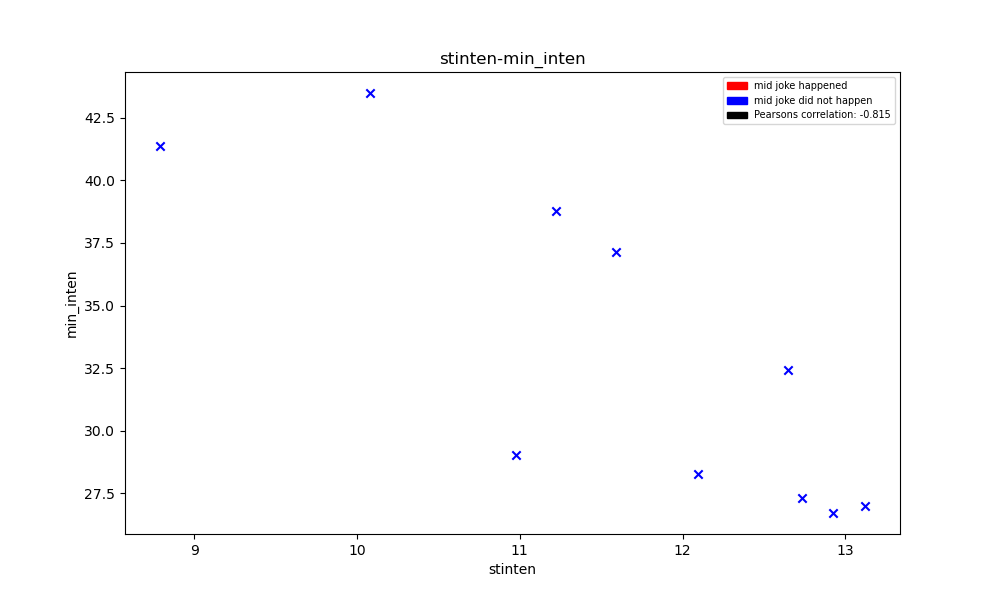 stinten-min_inten
mid joke happened
mid joke did not happen
Pearsons correlation: -0.815
42.5
40.0
37.5
35.0
32.5
30.0
27.5
min_inten
9
10
11
12
13
stinten